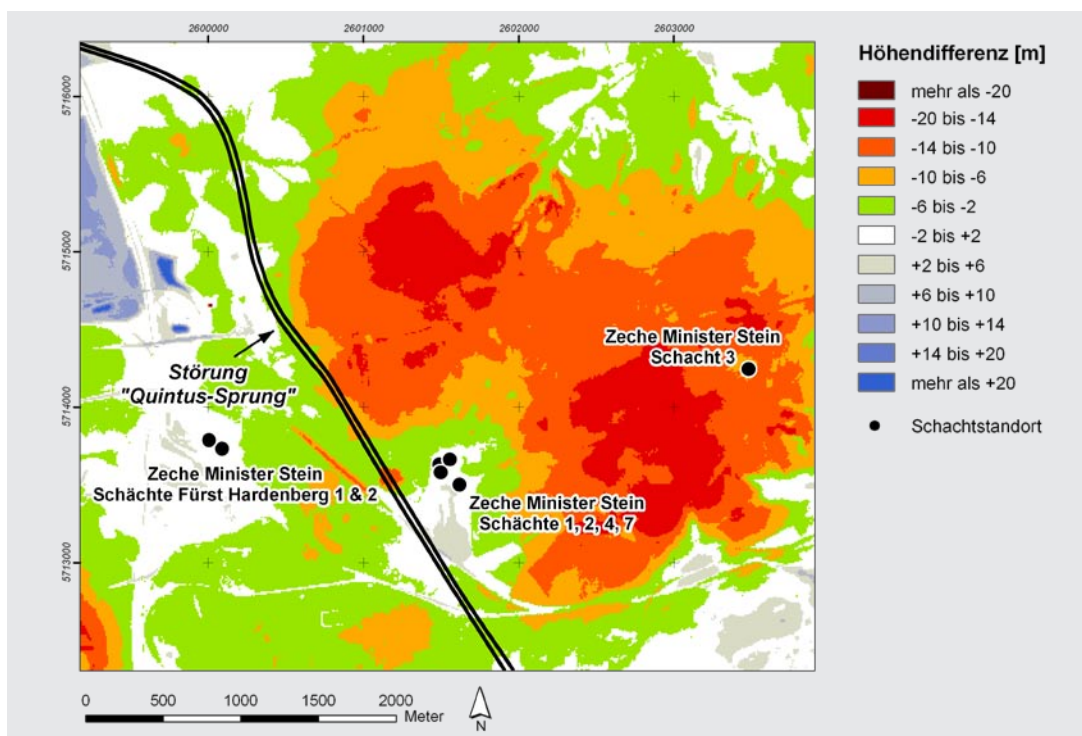 2600000
2601000
2602000
2603000
5716000
5715000
5714000
5713000
Störung
"Quintus-Sprung"
Zeche Minister Stein
Schacht 3
Zeche Minister Stein
Schächte Fürst Hardenberg 1 & 2
Zeche Minister Stein
Schächte 1, 2, 4, 7
Höhendifferenz [m]
mehr als -20
-20 bis -14
-14 bis -10
-10 bis -6
-6 bis -2
-2 bis +2
+2 bis +6
+6 bis +10
+10 bis +14
+14 bis +20
mehr als +20
Schachtstandort
0 500 1000 1500 2000
Meter
N